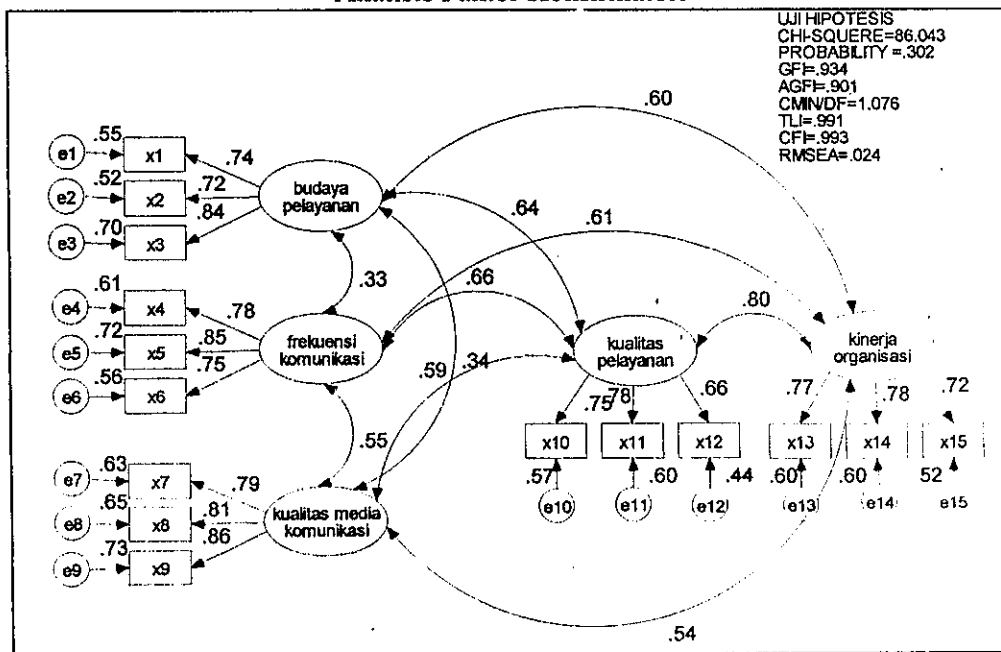 UJI HIPOTESIS
CHI-SQUERE=86.043
PROBABILITY =.302
GFI=.934
AGFI=.901
CMIN/DF=1.076
TLI=.991
CFI=.993
RMSEA=.024
.60
.55
e1
x1
.74
.52
e2
x2
.72
.70
e3
x3
.84
budaya
pelayanan
.64
.61
.33
.66
.61
e4
x4
.78
.72
e5
x5
.85
.56
e6
x6
.75
frekuensi
komunikasi
.80
kualitas
pelayanan
kinerja
organisasi
.59
.34
.55
.75
.78
.66
.77
.78
.72
x10
x11
x12
x13
x14
x15
.57
.60
.44
.60
.60
.52
e10
e11
e12
e13
e14
e15
.63
e7
x7
.79
.65
e8
x8
.81
.73
e9
x9
.86
kualitas media
komunikasi
.54